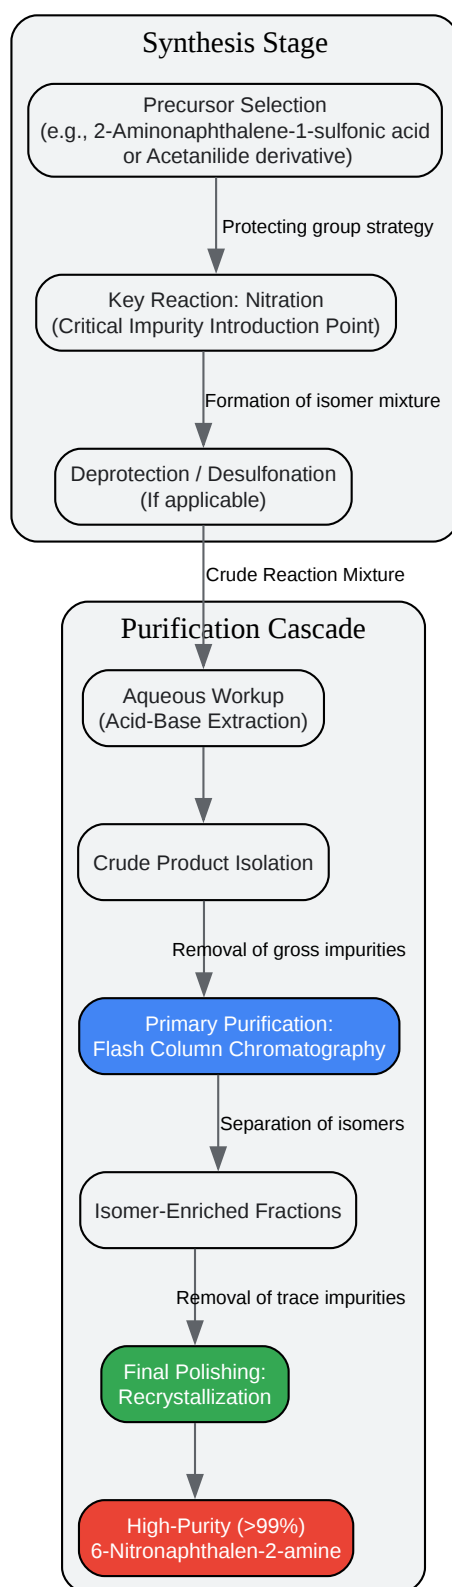 Synthesis Stage
Precursor Selection
(e.g., 2-Aminonaphthalene-1-sulfonic acid
or Acetanilide derivative)
Protecting group strategy
Key Reaction: Nitration
(Critical Impurity Introduction Point)
Formation of isomer mixture
Deprotection / Desulfonation
(If applicable)
Crude Reaction Mixture
Purification Cascade
Aqueous Workup
(Acid-Base Extraction)
Crude Product Isolation
Removal of gross impurities
Primary Purification:
Flash Column Chromatography
Separation of isomers
Isomer-Enriched Fractions
Removal of trace impurities
Final Polishing:
Recrystallization
High-Purity (>99%)
6-Nitronaphthalen-2-amine